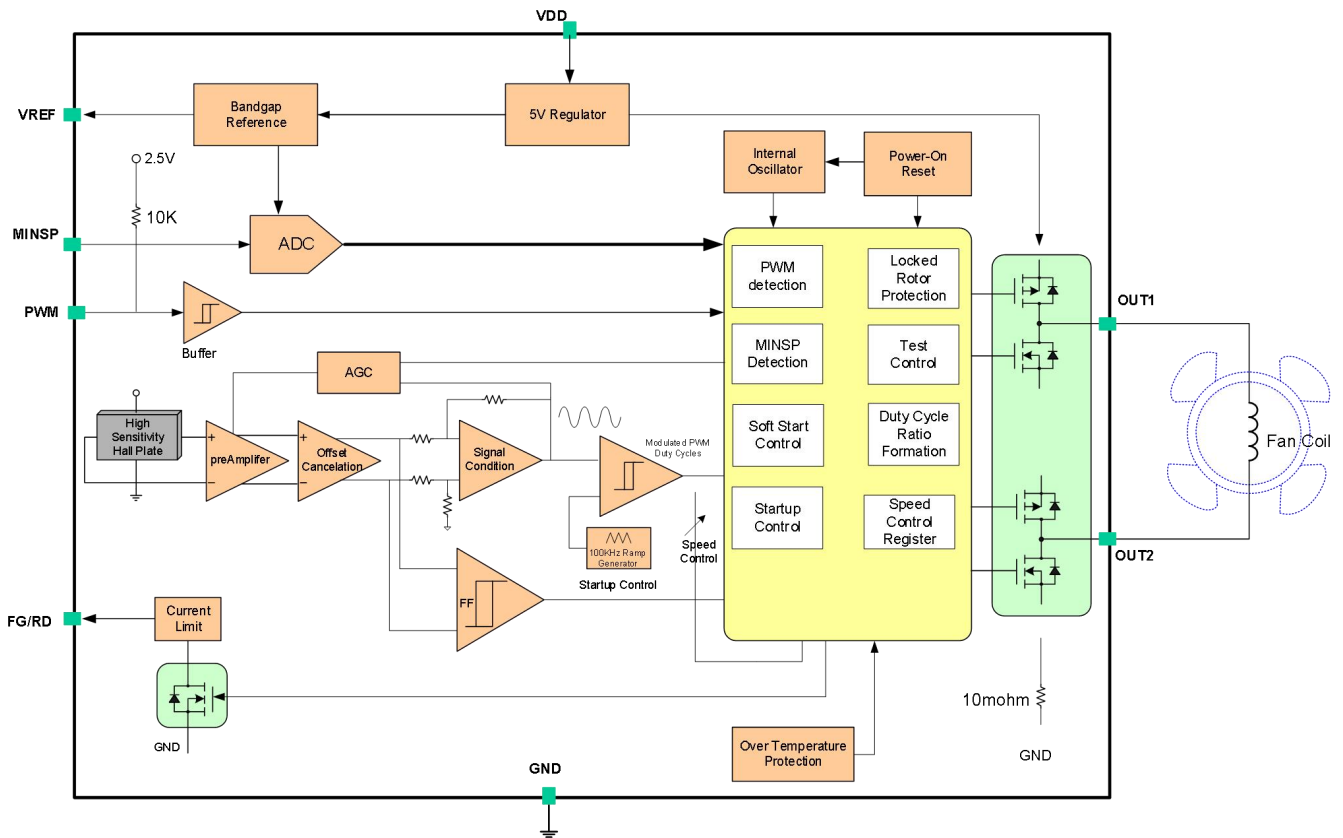 VDD
VREF
Bandgap
Reference
5V Regulator
2.5V
10K
Internal
Oscillator
Power-On
Reset
MINSP
ADC
PWM
Buffer
PWM
detection
Locked
Rotor
Protection
MINSP
Detection
Test
Control
Soft Start
Control
Duty Cycle
Ratio
Formation
Startup
Control
Speed
Control
Register
OUT1
Fan Coil
OUT2
AGC
High
Sensitivity
Hall Plate
+
−
preAmplifer
+
−
Offset
Cancelation
Signal
Condition
Modulated PWM
Duty Cycles
100KHz Ramp
Generator
Startup Control
Speed
Control
FF
FG/RD
Current
Limit
GND
10mohm
GND
Over Temperature
Protection
GND